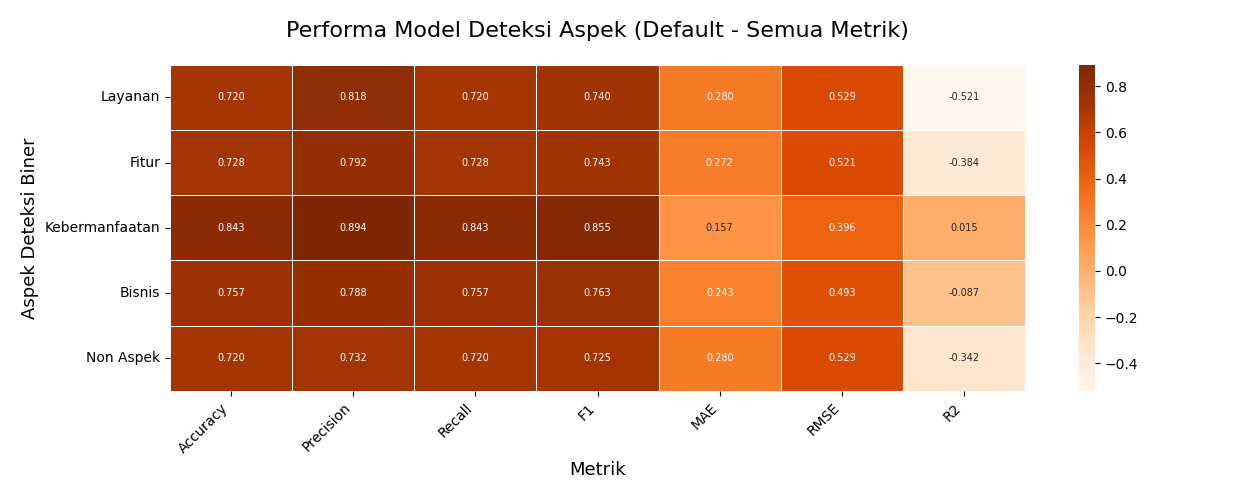 Performa Model Deteksi Aspek (Default - Semua Metrik)
Aspek Deteksi Biner
Layanan 0.720 0.818 0.720 0.740 0.280 0.529 -0.521
Fitur 0.728 0.792 0.728 0.743 0.272 0.521 -0.384
Kebermanfaatan 0.843 0.894 0.843 0.855 0.157 0.396 0.015
Bisnis 0.757 0.788 0.757 0.763 0.243 0.493 -0.087
Non Aspek 0.720 0.732 0.720 0.725 0.280 0.529 -0.342
Accuracy Precision Recall F1 MAE RMSE R2
Metrik
0.8
0.6
0.4
0.2
0.0
−0.2
−0.4